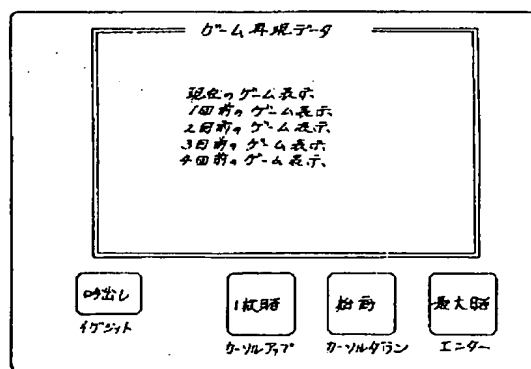 ゲーム再現データ
現在のゲーム表示
1回前のゲーム表示
2回前のゲーム表示
3回前のゲーム表示
4回前のゲーム表示
呼出し
1枚賭
始動
最大賭
イグジット
カーソルアップ
カーソルダウン
エンター